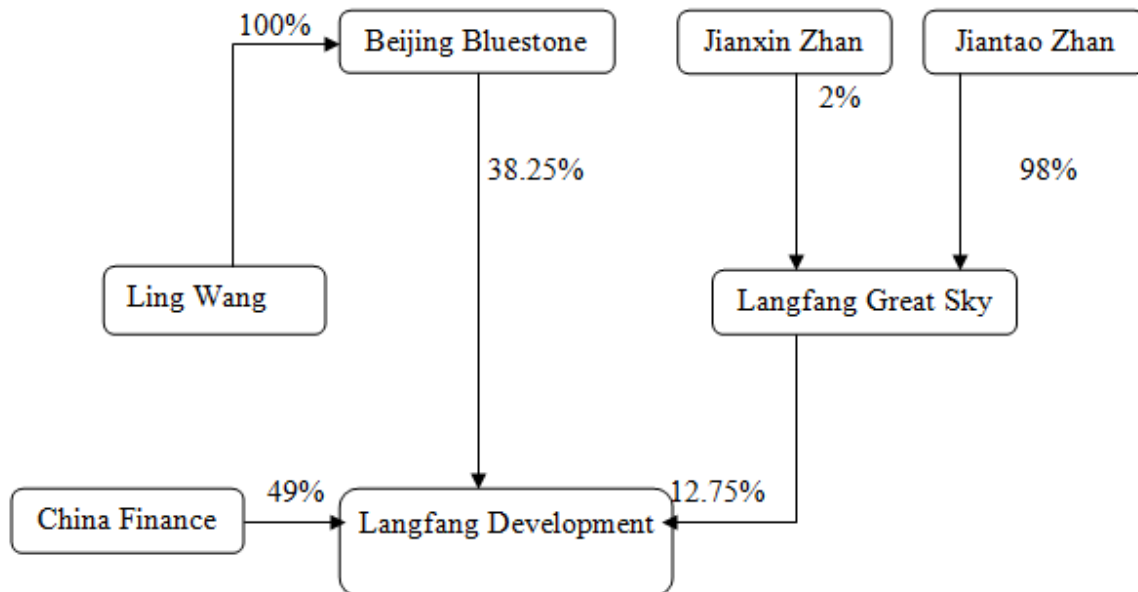 100%
Beijing Bluestone
Jianxin Zhan
Jiantao Zhan
2%
38.25%
98%
Ling Wang
Langfang Great Sky
49%
12.75%
China Finance
Langfang Development